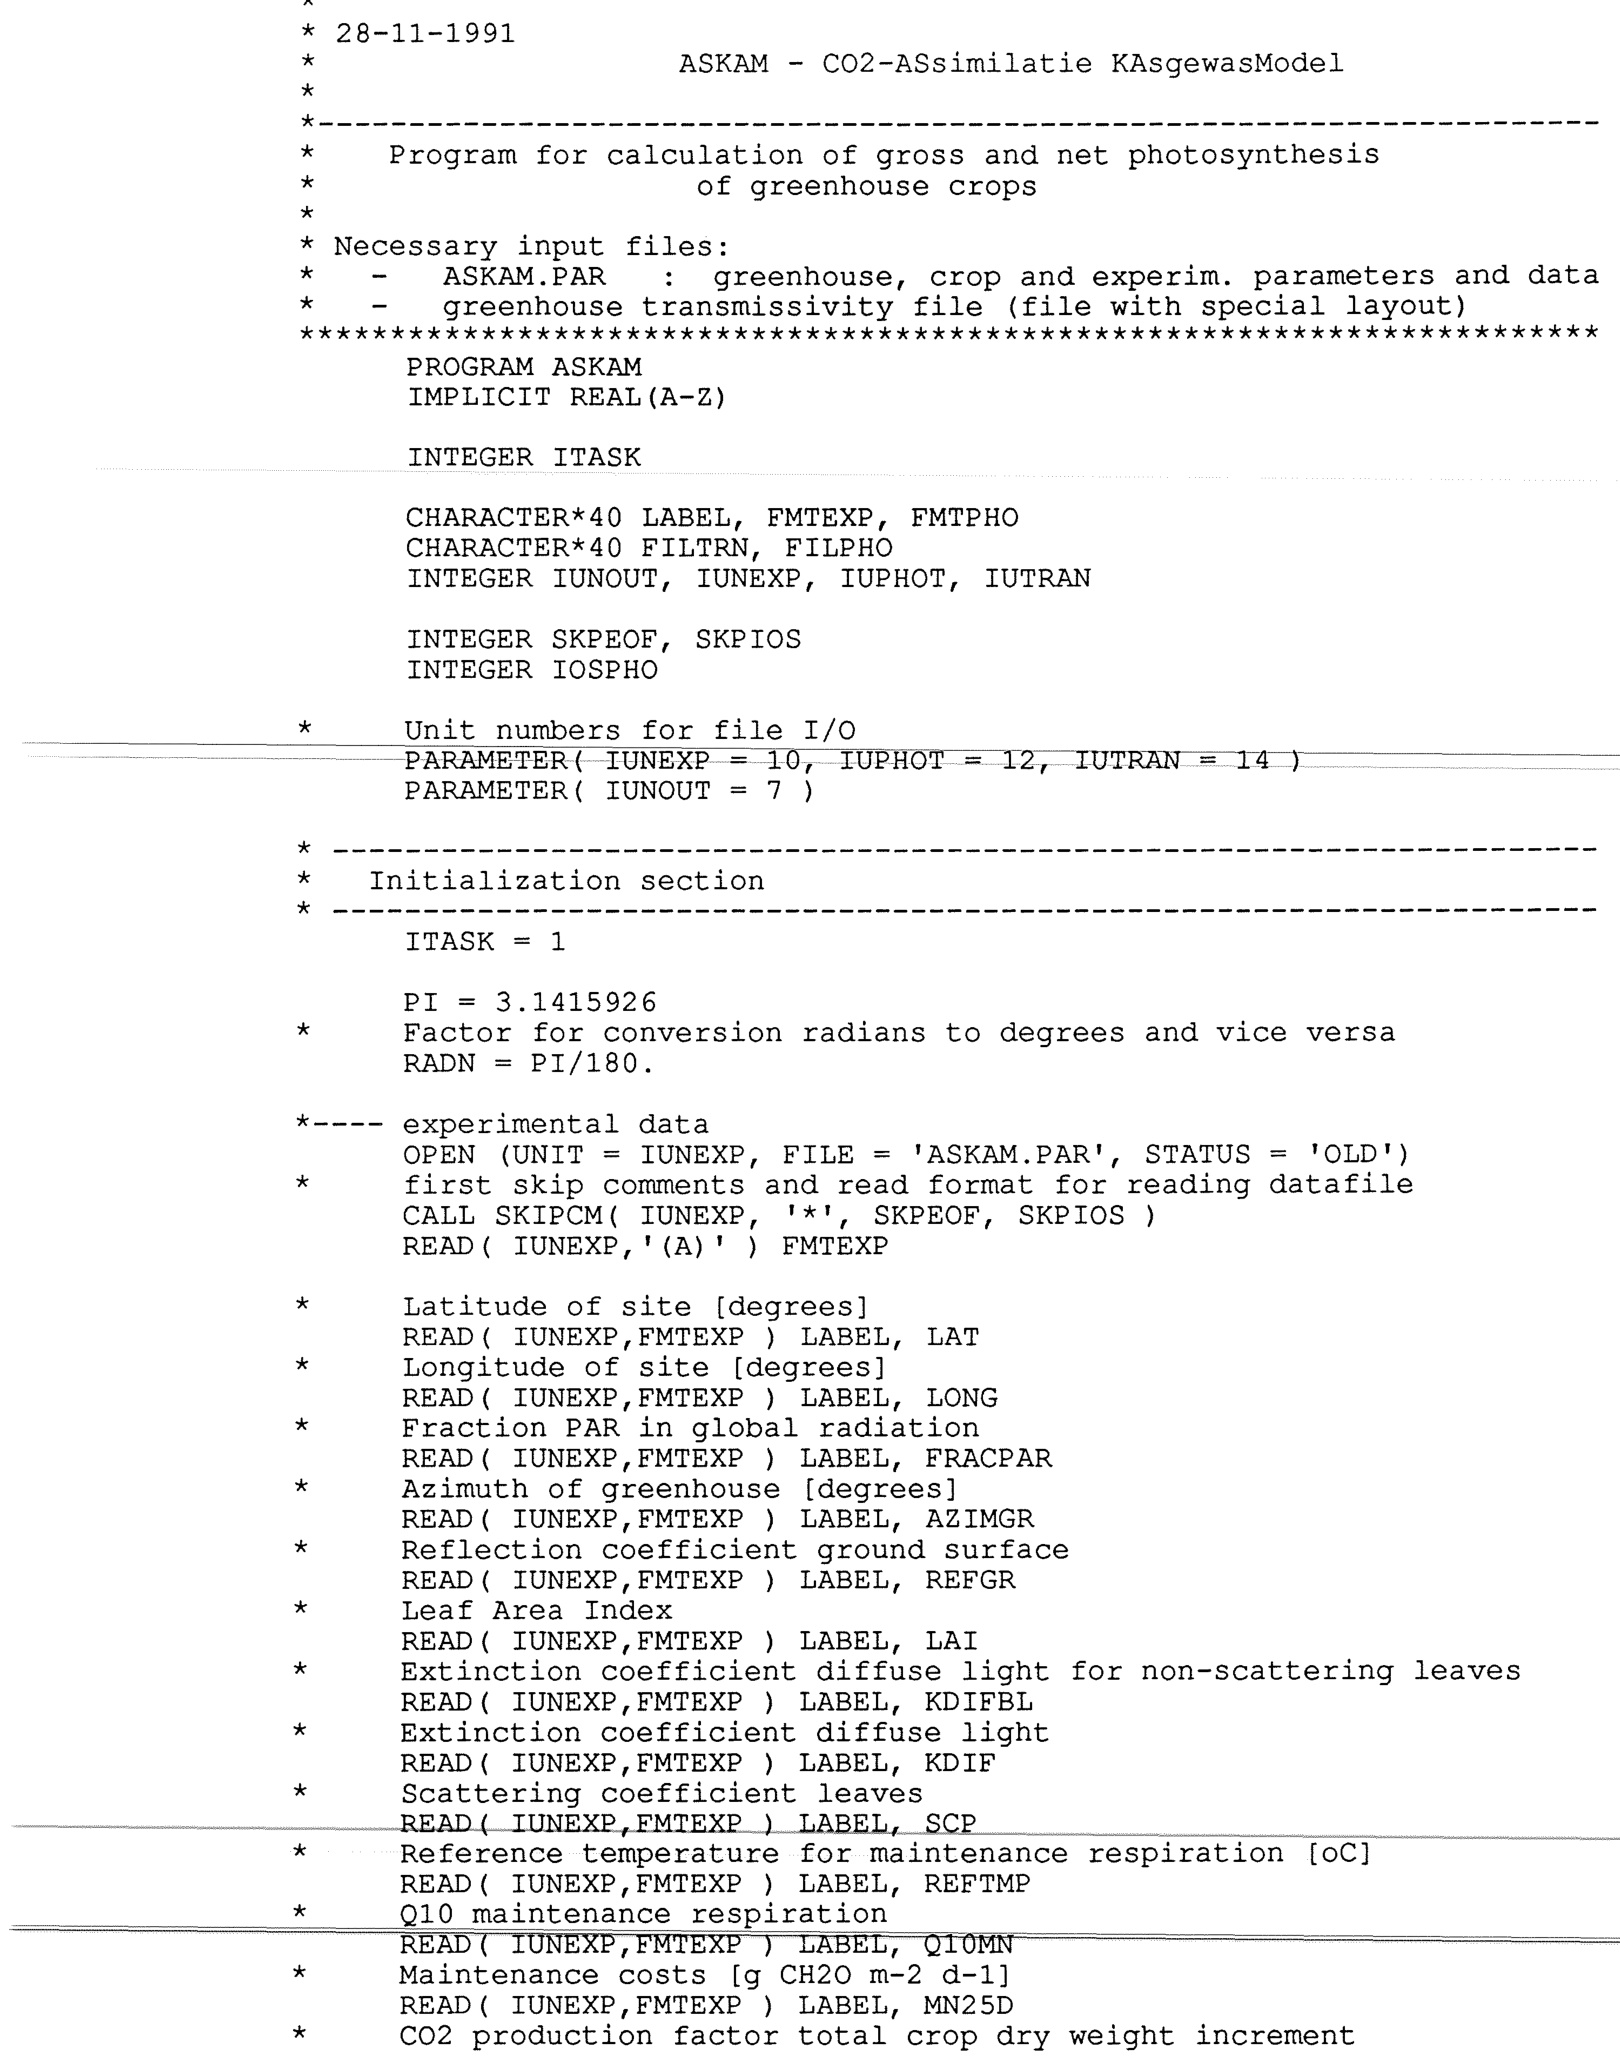 *
* 28-11-1991
*                    ASKAM - CO2-ASsimilatie KAsgewasModel
*
*-----------------------------------------------------------------------
*    Program for calculation of gross and net photosynthesis
*                     of greenhouse crops
*
* Necessary input files:
*   -   ASKAM.PAR   :  greenhouse, crop and experim. parameters and data
*   -   greenhouse transmissivity file (file with special layout)
************************************************************************
      PROGRAM ASKAM
      IMPLICIT REAL(A-Z)

      INTEGER ITASK

      CHARACTER*40 LABEL, FMTEXP, FMTPHO
      CHARACTER*40 FILTRN, FILPHO
      INTEGER IUNOUT, IUNEXP, IUPHOT, IUTRAN

      INTEGER SKPEOF, SKPIOS
      INTEGER IOSPHO

*     Unit numbers for file I/O
      PARAMETER( IUNEXP = 10, IUPHOT = 12, IUTRAN = 14 )
      PARAMETER( IUNOUT = 7 )

* ----------------------------------------------------------------------
*   Initialization section
* ----------------------------------------------------------------------
      ITASK = 1

      PI = 3.1415926
*     Factor for conversion radians to degrees and vice versa
      RADN = PI/180.

*---- experimental data
      OPEN (UNIT = IUNEXP, FILE = 'ASKAM.PAR', STATUS = 'OLD')
*     first skip comments and read format for reading datafile
      CALL SKIPCM( IUNEXP, '*', SKPEOF, SKPIOS )
      READ( IUNEXP,'(A)' ) FMTEXP

*     Latitude of site [degrees]
      READ( IUNEXP,FMTEXP ) LABEL, LAT
*     Longitude of site [degrees]
      READ( IUNEXP,FMTEXP ) LABEL, LONG
*     Fraction PAR in global radiation
      READ( IUNEXP,FMTEXP ) LABEL, FRACPAR
*     Azimuth of greenhouse [degrees]
      READ( IUNEXP,FMTEXP ) LABEL, AZIMGR
*     Reflection coefficient ground surface
      READ( IUNEXP,FMTEXP ) LABEL, REFGR
*     Leaf Area Index
      READ( IUNEXP,FMTEXP ) LABEL, LAI
*     Extinction coefficient diffuse light for non-scattering leaves
      READ( IUNEXP,FMTEXP ) LABEL, KDIFBL
*     Extinction coefficient diffuse light
      READ( IUNEXP,FMTEXP ) LABEL, KDIF
*     Scattering coefficient leaves
      READ( IUNEXP,FMTEXP ) LABEL, SCP
*     Reference temperature for maintenance respiration [oC]
      READ( IUNEXP,FMTEXP ) LABEL, REFTMP
*     Q10 maintenance respiration
      READ( IUNEXP,FMTEXP ) LABEL, Q10MN
*     Maintenance costs [g CH2O m-2 d-1]
      READ( IUNEXP,FMTEXP ) LABEL, MN25D
*     CO2 production factor total crop dry weight increment